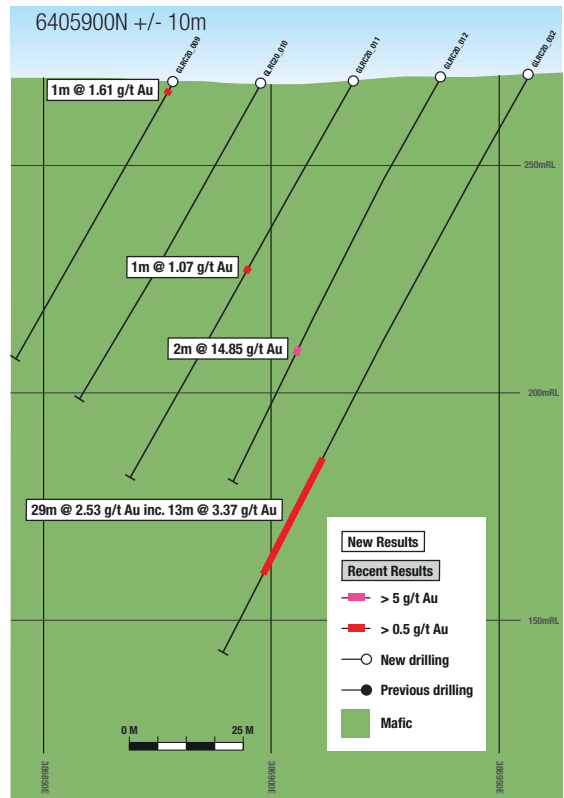 6405900N +/- 10m
GLRC20_009
GLRC20_010
GLRC20_011
GLRC20_012
GLRC20_032
1m @ 1.61 g/t Au
250mRL
1m @ 1.07 g/t Au
2m @ 14.85 g/t Au
200mRL
29m @ 2.53 g/t Au inc. 13m @ 3.37 g/t Au
New Results
Recent Results
> 5 g/t Au
> 0.5 g/t Au
New drilling
Previous drilling
Mafic
150mRL
0 M
25 M
386850E
386900E
386950E